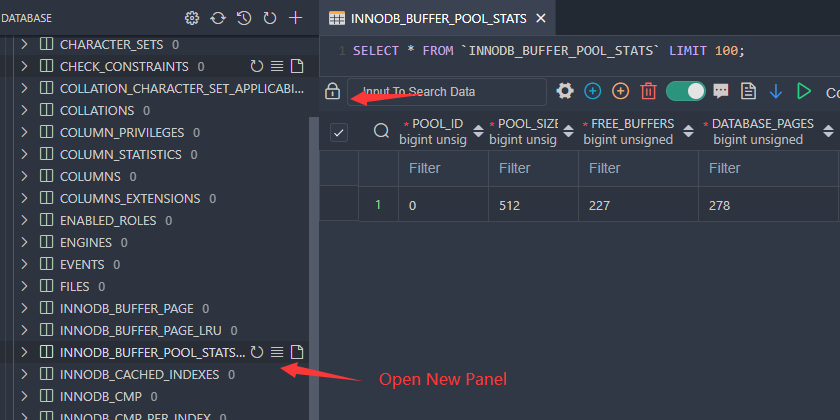 DATABASE
CHARACTER_SETS 0
CHECK_CONSTRAINTS 0
COLLATION_CHARACTER_SET_APPLICABI...
COLLATIONS 0
COLUMN_PRIVILEGES 0
COLUMN_STATISTICS 0
COLUMNS 0
COLUMNS_EXTENSIONS 0
ENABLED_ROLES 0
ENGINES 0
EVENTS 0
FILES 0
INNODB_BUFFER_PAGE 0
INNODB_BUFFER_PAGE_LRU 0
INNODB_BUFFER_POOL_STATS...
INNODB_CACHED_INDEXES 0
INNODB_CMP 0
INNODB_CMP_PER_INDEX 0
INNODB_BUFFER_POOL_STATS
1 SELECT * FROM `INNODB_BUFFER_POOL_STATS` LIMIT 100;
Input To Search Data Co
* POOL_ID * POOL_SIZE * FREE_BUFFERS * DATABASE_PAGES
bigint unsig bigint unsig bigint unsigned bigint unsigned
Filter Filter Filter Filter
1 0 512 227 278
Open New Panel